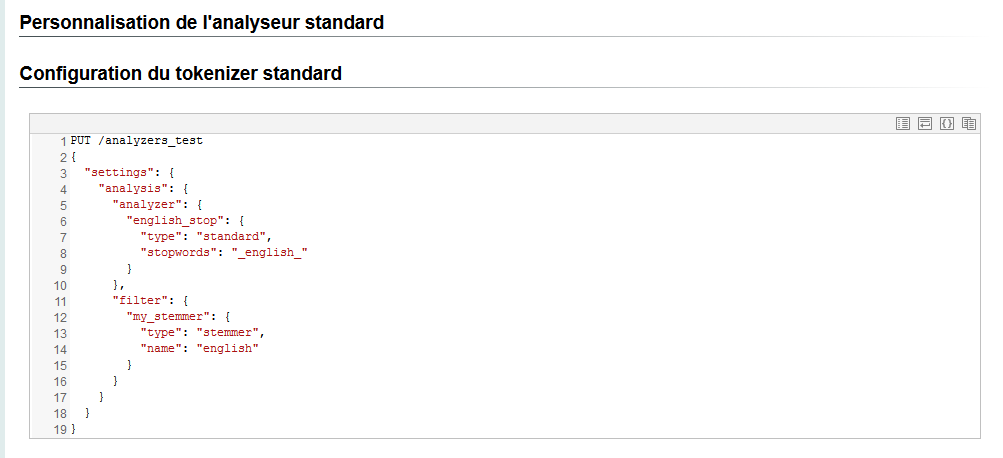 Personnalisation de l'analyseur standard
Configuration du tokenizer standard
1 PUT /analyzers_test
2 {
3   "settings": {
4     "analysis": {
5       "analyzer": {
6         "english_stop": {
7           "type": "standard",
8           "stopwords": "_english_"
9         }
10       },
11       "filter": {
12         "my_stemmer": {
13           "type": "stemmer",
14           "name": "english"
15         }
16       }
17     }
18   }
19 }